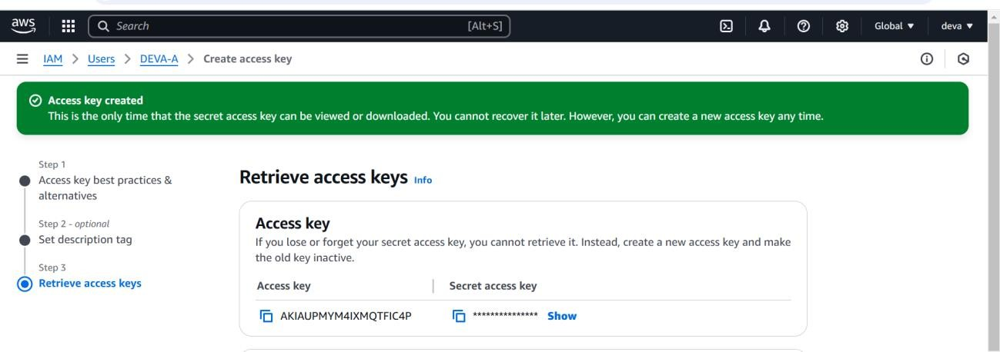 aws
Search [Alt+S] Global ▼ deva ▼
IAM > Users > DEVA-A > Create access key
Access key created
This is the only time that the secret access key can be viewed or downloaded. You cannot recover it later. However, you can create a new access key any time.
Step 1
Access key best practices &
alternatives
Step 2 - optional
Set description tag
Step 3
Retrieve access keys
Retrieve access keys Info
Access key
If you lose or forget your secret access key, you cannot retrieve it. Instead, create a new access key and make
the old key inactive.
Access key Secret access key
AKIAUPMYM4IXMQTFIC4P *************** Show